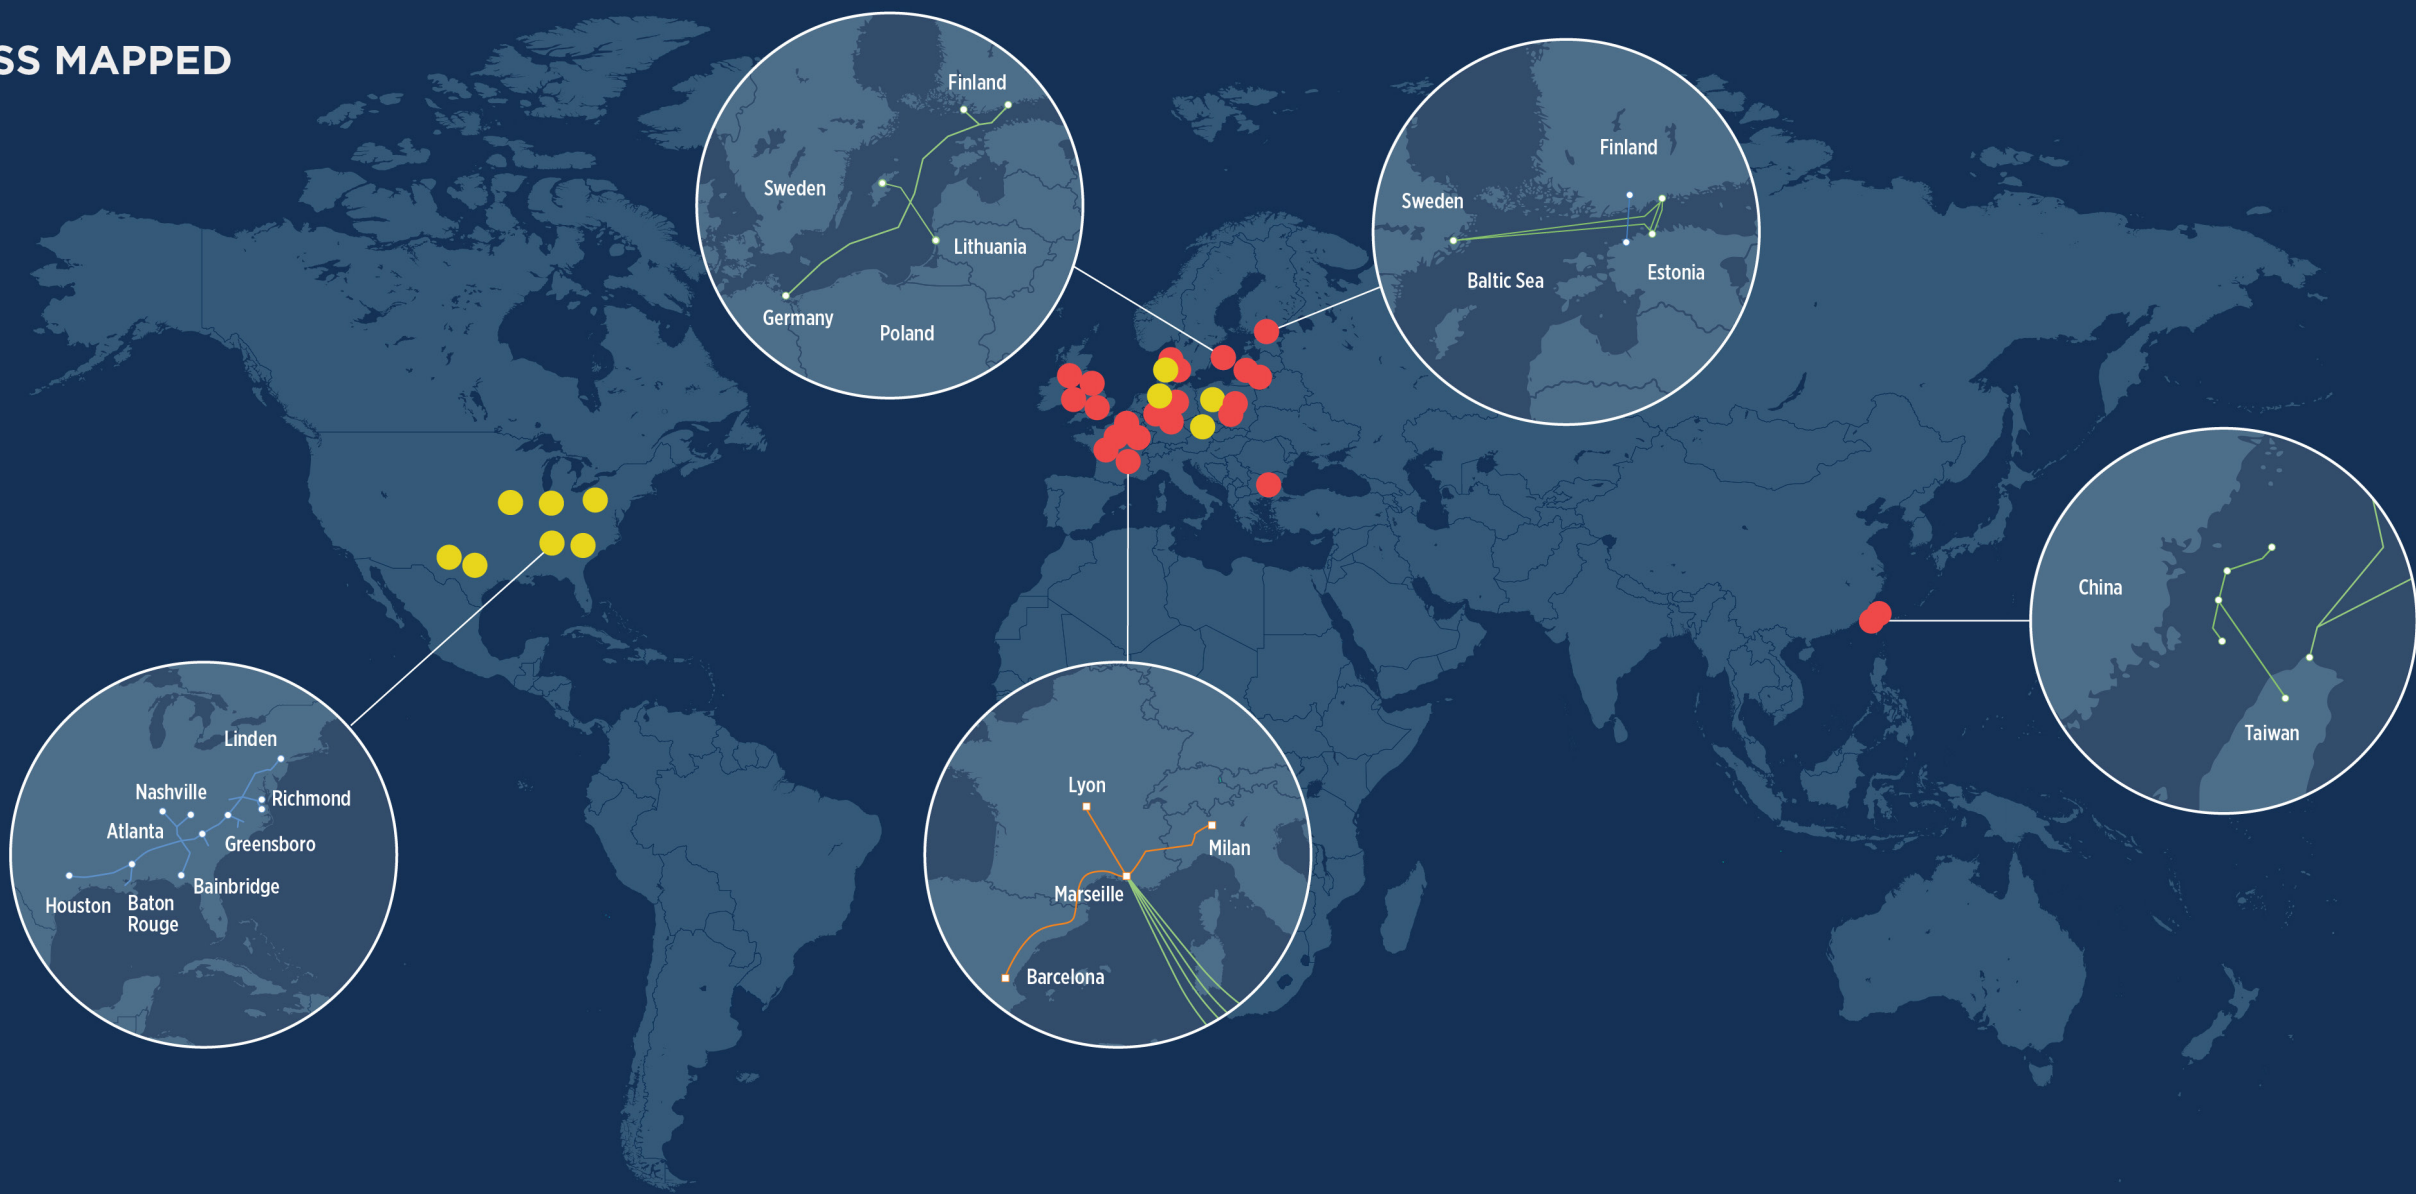 SS MAPPED
Finland
Sweden
Lithuania
Germany
Poland
Finland
Sweden
Baltic Sea
Estonia
China
Taiwan
Linden
Nashville
Richmond
Atlanta
Greensboro
Bainbridge
Houston
Baton
Rouge
Lyon
Milan
Marseille
Barcelona